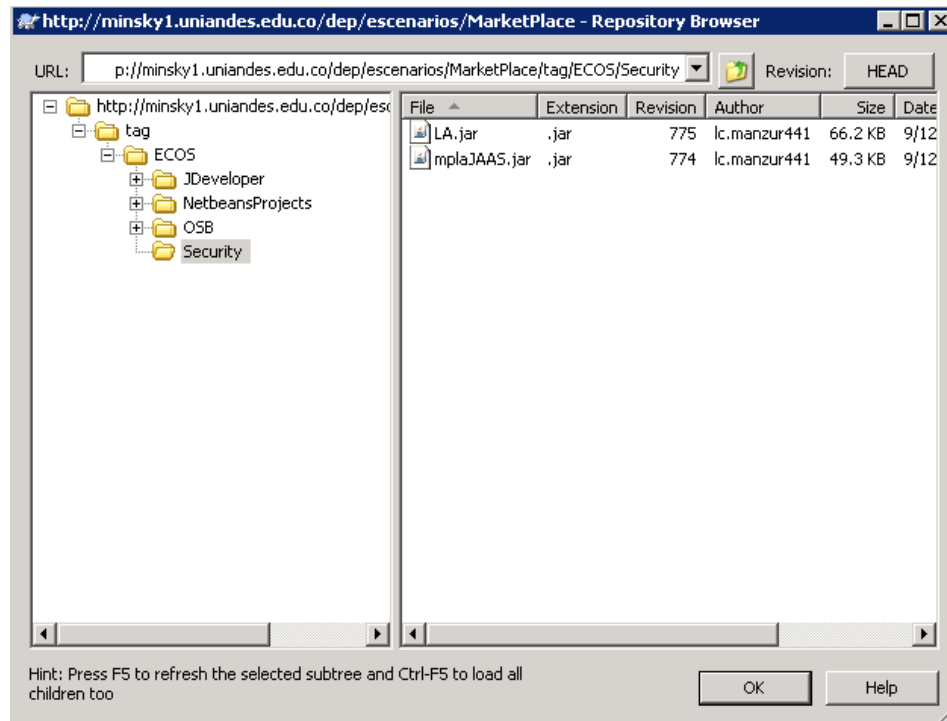 http://minsky1.uniandes.edu.co/dep/escenarios/MarketPlace - Repository Browser
URL: p://minsky1.uniandes.edu.co/dep/escenarios/MarketPlace/tag/ECOS/Security Revision: HEAD
http://minsky1.uniandes.edu.co/dep/esc
tag
ECOS
JDeveloper
NetbeansProjects
OSB
Security
File Extension Revision Author Size Date
LA.jar .jar 775 lc.manzur441 66.2 KB 9/12
mplaJAAS.jar .jar 774 lc.manzur441 49.3 KB 9/12
Hint: Press F5 to refresh the selected subtree and Ctrl-F5 to load all
children too
OK Help